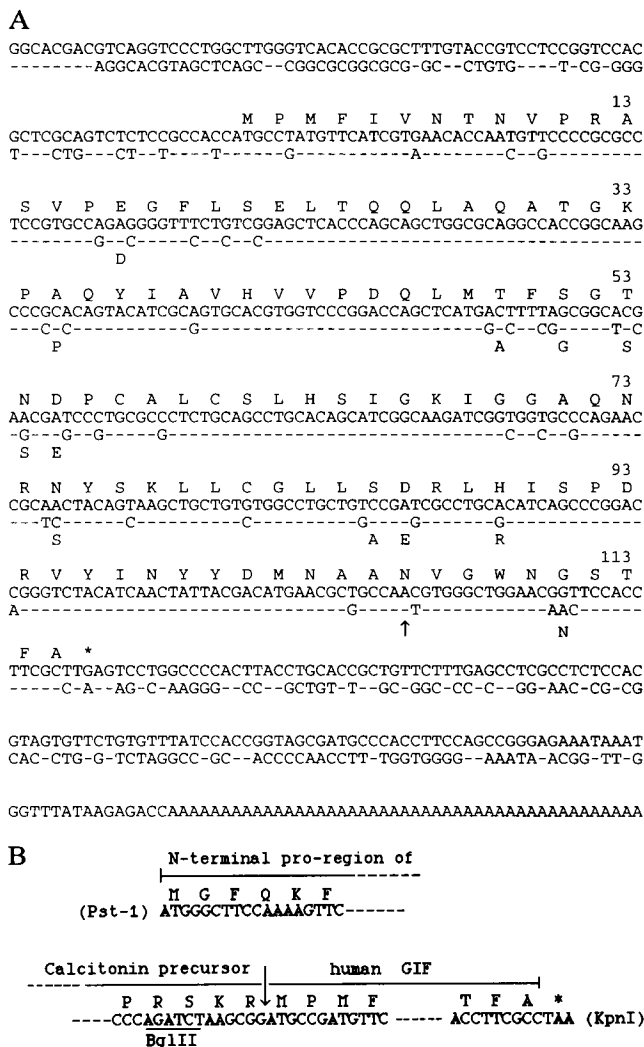 A
GGCACGACGTCAGGTCCCTGGCTTGGGTCACACCGCGCTTTGTACCGTCCTCCGGTCCAC
--------AGGCACGTAGCTCAGC--CGGCGCGGCGCG-GC--CTGTG----T-CG-GGG
13
M P M F I V N T N V P R A
GCTCGCAGTCTCTCCGCCACCATGCCTATGTTCATCGTGAACACCAATGTTCCCCGCGCC
T---CTG--CT--T----T------G-----------A--------C-G-----------
33
S V P E G F L S E L T Q Q L A Q A T G K
TCCGTGCCAGAGGGGTTTCTGTCGGAGCTCACCCAGCAGCTGGCGCAGGCCACCGGCAAG
--------G-C-----C--C--C-------------------------------------
D
53
P A Q Y I A V H V V P D Q L M T F S G T
CCCGCACAGTACATCGCAGTGCACGTGGTCCCGGACCAGCTCATGACTTTTAGCGGCACG
---C-C-----------G---------------------------G-C--CG----T-C
P A G S
73
N D P C A L C S L H S I G K I G G A Q N
AACGATCCCTGCGCCCTCTGCAGCCTGCACAGCATCGGCAAGATCGGTGGTGCCCAGAAC
-G---G--G-----G--------------------------------C--C--G------
S E
93
R N Y S K L L C G L L S D R L H I S P D
CGCAACTACAGTAAGCTGCTGTGTGGCCTGCTGTCCGATCGCCTGCACATCAGCCCGGAC
---TC------C----------C----------G----G-------G-------------
S A E R
113
R V Y I N Y Y D M N A A N V G W N G S T
CGGGTCTACATCAACTATTACGACATGAACGCTGCCAACGTGGGCTGGAACGGTTCCACC
A-------------------------------G-----T------------AAC------
↑ N
F A *
TTCGCTTGAGTCCTGGCCCCACTTACCTGCACCGCTGTTCTTTGAGCCTCGCCTCTCCAC
-----C-A--AG-C-AAGGG--CC--GCTGT-T-GC-GGC-CC-C--GG-AAC-CG-CG
GTAGTGTTCTGTGTTTATCCACCGGTAGCGATGCCCACCTTCCAGCCGGGAGAAATAAAT
CAC-CTG-G-TCTAGGCC-GC--ACCCCAACCTT-TGGTGGGG--AAATA-ACGG-TT-G
GGTTTATAAGAGACCAAAAAAAAAAAAAAAAAAAAAAAAAAAAAAAAAAAAAAAAAAAAA
B
N-terminal pro-region of
M G F Q K F
(Pst-1) ATGGGCTTCCAAAAGTTC------
Calcitonin precursor human GIF
P R S K R M P M F T F A *
----CCCAGATCTAAGCGGATGCCGATGTTC ------ ACCTTCGCCTAA (KpnI)
BglII